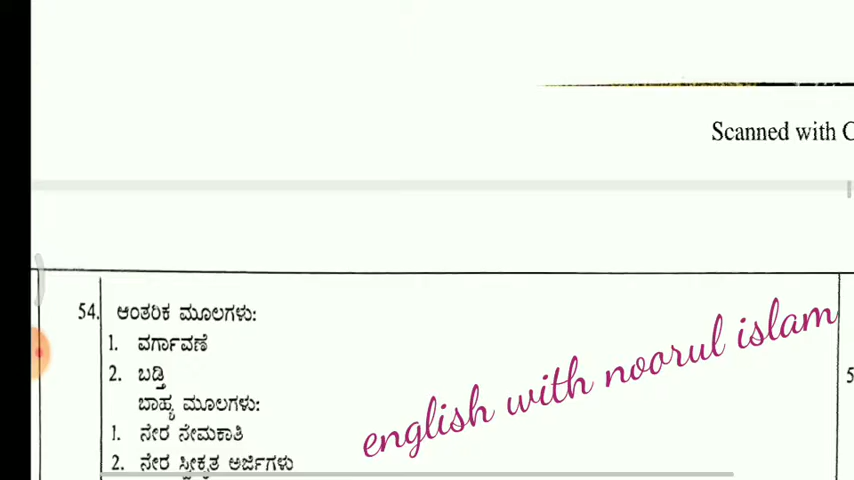 Scanned with C
54. ಆಂತರಿಕ ಮೂಲಗಳು:
1. ವರ್ಗಾವಣೆ
2. ಬಡ್ತಿ
ಬಾಹ್ಯ ಮೂಲಗಳು:
1. ನೇರ ನೇಮಕಾತಿ
2. ನೇರ ಸ್ವೀಕೃತ ಅರ್ಜಿಗಳು
5
english with noorul islam